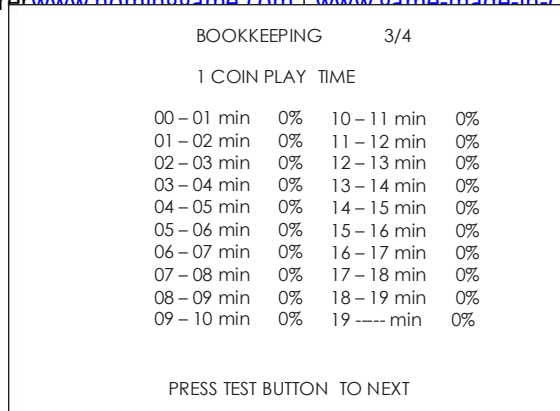 BOOKKEEPING 3/4
1 COIN PLAY TIME
00 – 01 min 0% 10 – 11 min 0%
01 – 02 min 0% 11 – 12 min 0%
02 – 03 min 0% 12 – 13 min 0%
03 – 04 min 0% 13 – 14 min 0%
04 – 05 min 0% 14 – 15 min 0%
05 – 06 min 0% 15 – 16 min 0%
06 – 07 min 0% 16 – 17 min 0%
07 – 08 min 0% 17 – 18 min 0%
08 – 09 min 0% 18 – 19 min 0%
09 – 10 min 0% 19 ----- min 0%
PRESS TEST BUTTON TO NEXT